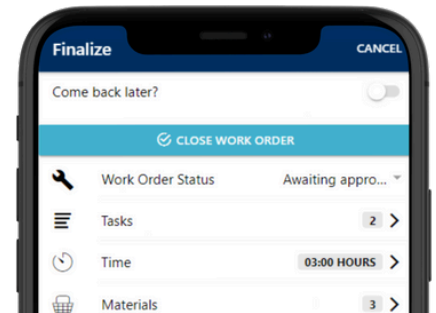 Finalize CANCEL
Come back later?
CLOSE WORK ORDER
Work Order Status Awaiting appro...
Tasks 2
Time 03:00 HOURS
Materials 3